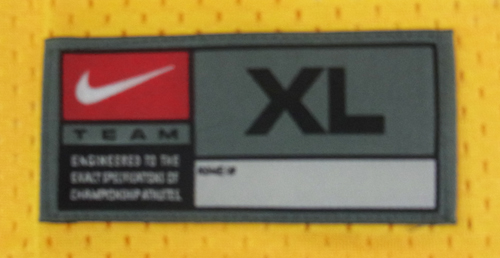 XL
TEAM
ENGINEERED TO THE
EXACT SPECIFICATIONS OF
CHAMPIONSHIP ATHLETES.